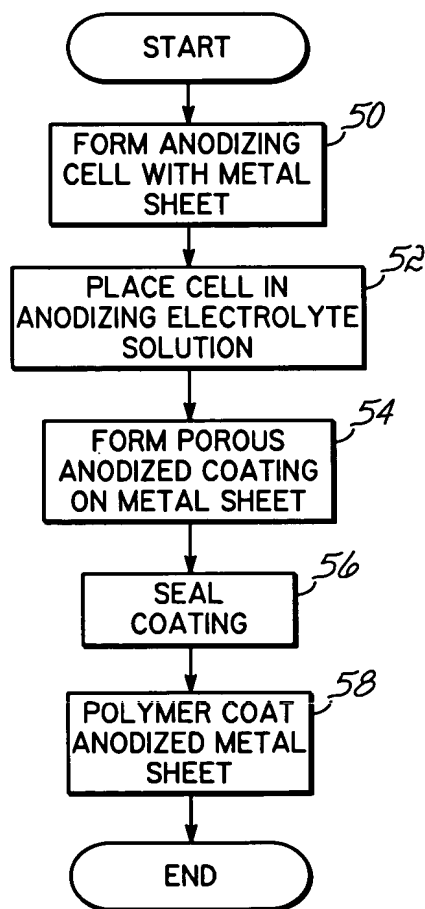 START
50
FORM ANODIZING
CELL WITH METAL
SHEET
52
PLACE CELL IN
ANODIZING ELECTROLYTE
SOLUTION
54
FORM POROUS
ANODIZED COATING
ON METAL SHEET
56
SEAL
COATING
58
POLYMER COAT
ANODIZED METAL
SHEET
END